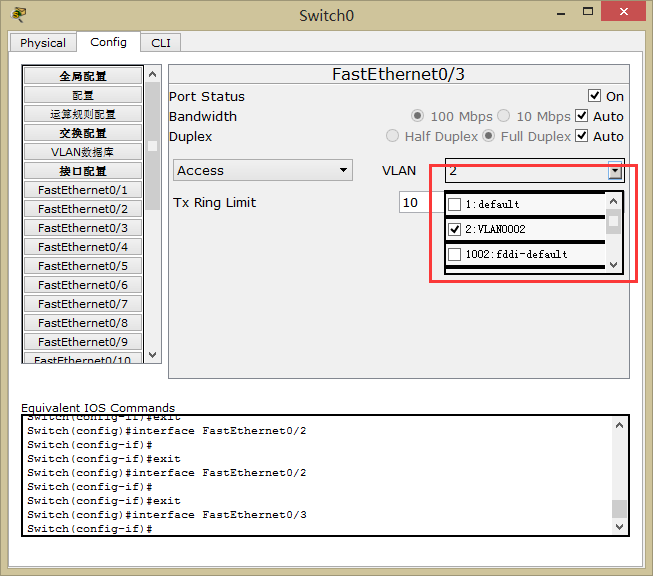 Switch0
Physical Config CLI
全局配置
配置
运算规则配置
交换配置
VLAN数据库
接口配置
FastEthernet0/1
FastEthernet0/2
FastEthernet0/3
FastEthernet0/4
FastEthernet0/5
FastEthernet0/6
FastEthernet0/7
FastEthernet0/8
FastEthernet0/9
FastEthernet0/10
FastEthernet0/3
Port Status On
Bandwidth 100 Mbps 10 Mbps Auto
Duplex Half Duplex Full Duplex Auto
Access VLAN 2
Tx Ring Limit 10
1:default
2:VLAN0002
1002:fddi-default
Equivalent IOS Commands
Switch(config-if)#exit
Switch(config)#interface FastEthernet0/2
Switch(config-if)#
Switch(config-if)#exit
Switch(config)#interface FastEthernet0/2
Switch(config-if)#
Switch(config-if)#exit
Switch(config)#interface FastEthernet0/3
Switch(config-if)#